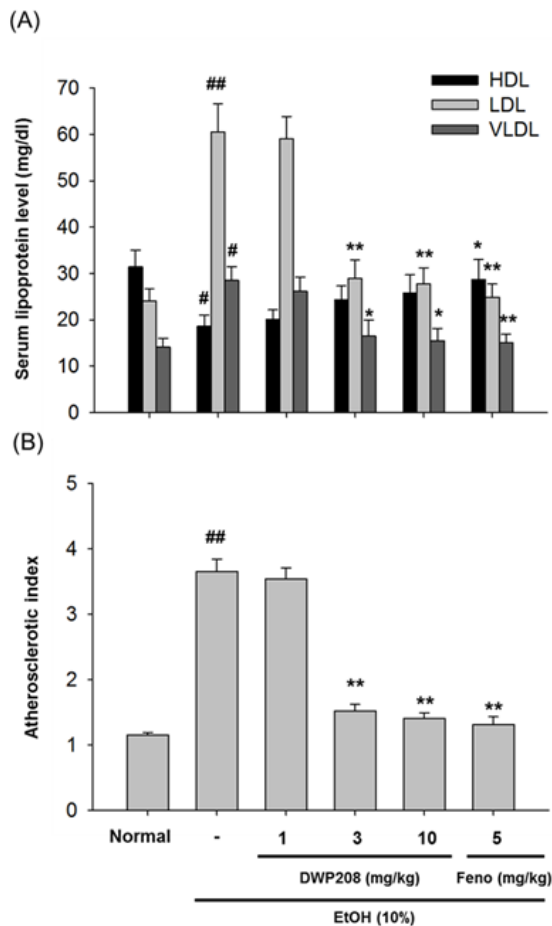 (A)
70
60
50
40
30
20
10
0
Serum lipoprotein level (mg/dl)
HDL
LDL
VLDL
##
#
#
**
*
**
*
*
**
**
(B)
5
4
3
2
1
0
Atherosclerotic index
##
**
**
**
Normal - 1 3 10 5
DWP208 (mg/kg) Feno (mg/kg)
EtOH (10%)